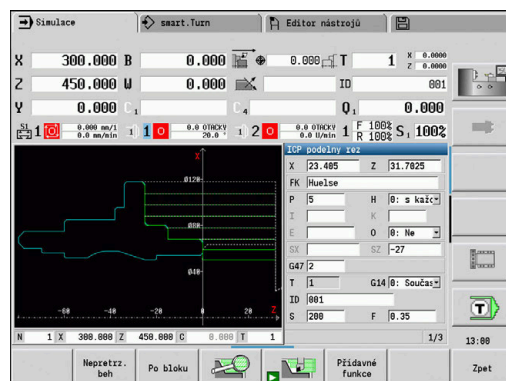 Simulace
smart.Turn
Editor nástrojů
X 300.000 B 0.000 0.000 T 1 X 0.0000
Z 0.0000
Z 450.000 W 0.000 ID 001
Y 0.000 C1 C4 Q1 0.000
S1 1 0.000 mm/1 0.0 mm/min 1 0.0 OTACKY 20.0 ° 2 0.0 OTACKY 0.0 U/min 1 F 100% R 100% S1 100%
ICP podelny rez
X 23.405 Z 31.7025
FK Huelse
P 5 H 0: s každ
I K
E O 0: Ne
SX SZ -27
G47 2
T 1 G14 0: Součas
ID 001
S 200 F 0.35
X
Ø120
Ø80
Ø40
-60 -40 -20 0 20 Z
N 1 X 300.000 Z 450.000 C 0.000 T 1
1/3
T
13:00
Nepretrz. beh
Po bloku
Přídavné funkce
Zpet